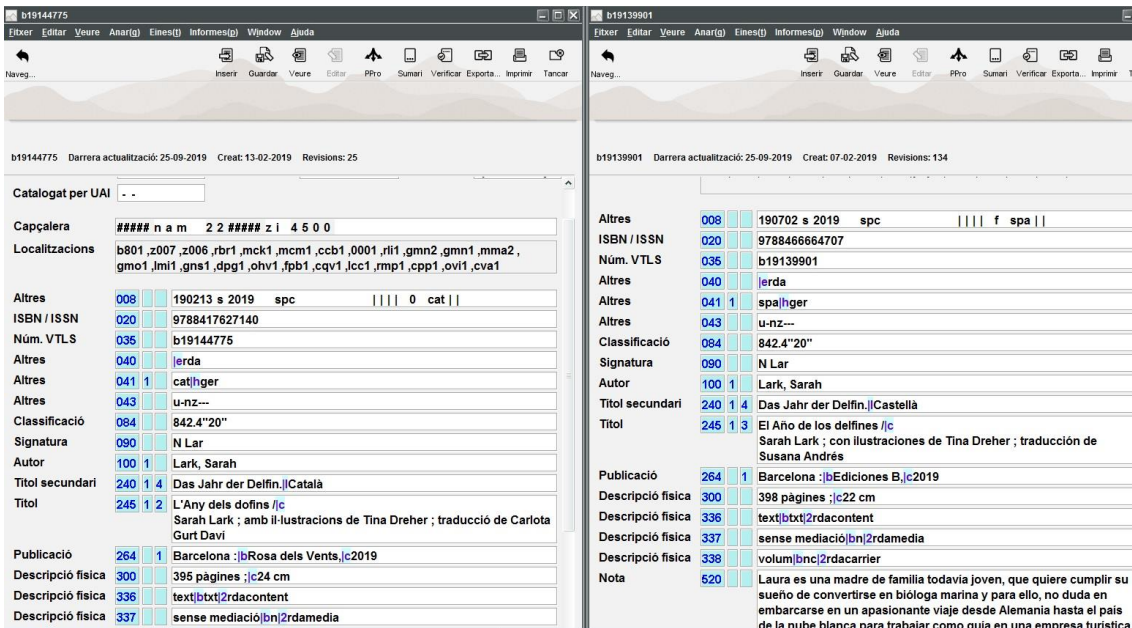 b19144775
Fitxer Editar Veure Anar(g) Eines(t) Informes(p) Window Ajuda
Naveg... Inserir Guardar Veure Editar PPro Sumari Verificar Exporta... Imprimir Tancar
b19144775 Darrera actualització: 25-09-2019 Creat: 13-02-2019 Revisions: 25
Catalogat per UAI - -
Capçalera ##### n a m 2 2 ##### z i 4 5 0 0
Localitzacions b801 ,z007 ,z006 ,rbr1 ,mck1 ,mcm1 ,ccb1 ,0001 ,rli1 ,gmn2 ,gmn1 ,mma2 ,
gmo1 ,lmi1 ,gns1 ,dpg1 ,ohv1 ,fpb1 ,cqv1 ,lcc1 ,rmp1 ,cpp1 ,ovi1 ,cva1
Altres 008 190213 s 2019 spc | | | | 0 cat | |
ISBN / ISSN 020 9788417627140
Núm. VTLS 035 b19144775
Altres 040 |erda
Altres 041 1 cat|hger
Altres 043 u-nz---
Classificació 084 842.4"20"
Signatura 090 N Lar
Autor 100 1 Lark, Sarah
Títol secundari 240 1 4 Das Jahr der Delfin.|lCatalà
Títol 245 1 2 L'Any dels dofins /|c
Sarah Lark ; amb il·lustracions de Tina Dreher ; traducció de Carlota
Gurt Daví
Publicació 264 1 Barcelona :|bRosa dels Vents,|c2019
Descripció física 300 395 pàgines ;|c24 cm
Descripció física 336 text|btxt|2rdacontent
Descripció física 337 sense mediació|bn|2rdamedia
b19139901
Fitxer Editar Veure Anar(g) Eines(t) Informes(p) Window Ajuda
Naveg... Inserir Guardar Veure Editar PPro Sumari Verificar Exporta... Imprimir T
b19139901 Darrera actualització: 25-09-2019 Creat: 07-02-2019 Revisions: 134
Altres 008 190702 s 2019 spc | | | | f spa | |
ISBN / ISSN 020 9788466664707
Núm. VTLS 035 b19139901
Altres 040 |erda
Altres 041 1 spa|hger
Altres 043 u-nz---
Classificació 084 842.4"20"
Signatura 090 N Lar
Autor 100 1 Lark, Sarah
Títol secundari 240 1 4 Das Jahr der Delfin.|lCastellà
Títol 245 1 3 El Año de los delfines /|c
Sarah Lark ; con ilustraciones de Tina Dreher ; traducción de
Susana Andrés
Publicació 264 1 Barcelona :|bEdiciones B,|c2019
Descripció física 300 398 pàgines ;|c22 cm
Descripció física 336 text|btxt|2rdacontent
Descripció física 337 sense mediació|bn|2rdamedia
Descripció física 338 volum|bnc|2rdacarrier
Nota 520 Laura es una madre de familia todavía joven, que quiere cumplir su
sueño de convertirse en bióloga marina y para ello, no duda en
embarcarse en un apasionante viaje desde Alemania hasta el país
de la nube blanca para trabajar como guía en una empresa turística